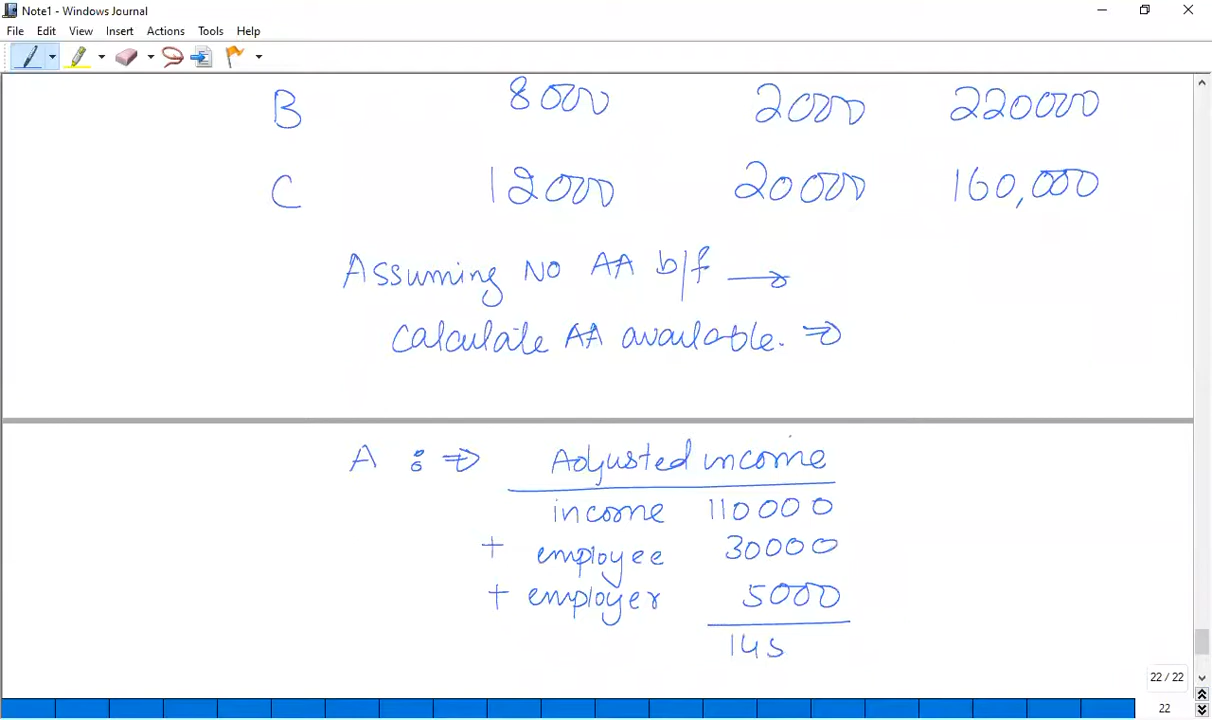 Note1 - Windows Journal
File Edit View Insert Actions Tools Help
B 8000 2000 220000
C 12000 20000 160,000
Assuming NO AA b/f →
calculate AA available. ⇒
A : ⇒ Adjusted income
income 110000
+ employee 30000
+ employer 5000
145
22 / 22
22